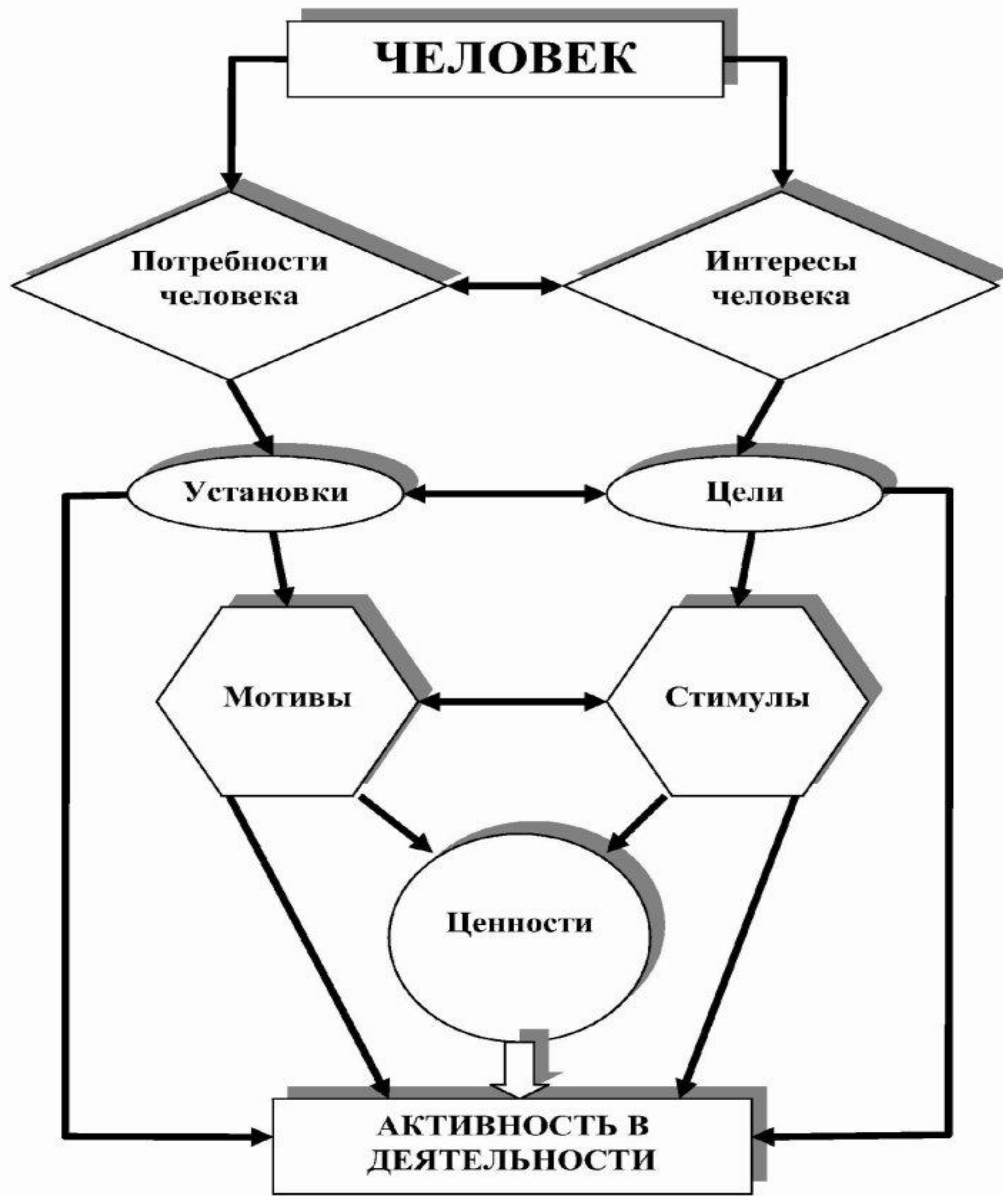 ЧЕЛОВЕК
Потребности
человека
Интересы
человека
Установки
Цели
Мотивы
Стимулы
Ценности
АКТИВНОСТЬ В
ДЕЯТЕЛЬНОСТИ